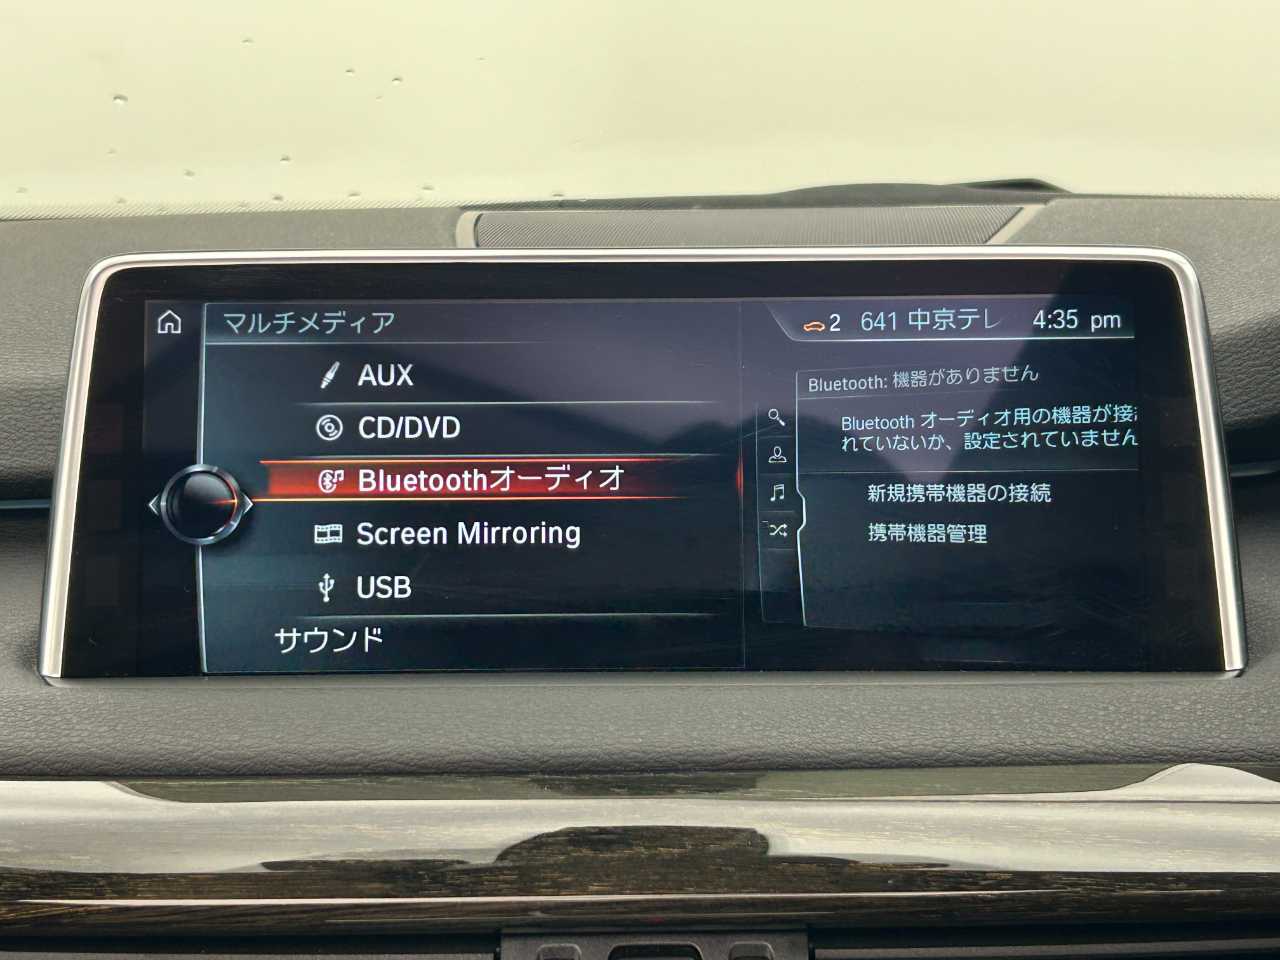 マルチメディア
2 641 中京テレ 4:35 pm
AUX
CD/DVD
Bluetoothオーディオ
Screen Mirroring
USB
サウンド
Bluetooth: 機器がありません
Bluetooth オーディオ用の機器が接
れていないか、設定されていません
新規携帯機器の接続
携帯機器管理